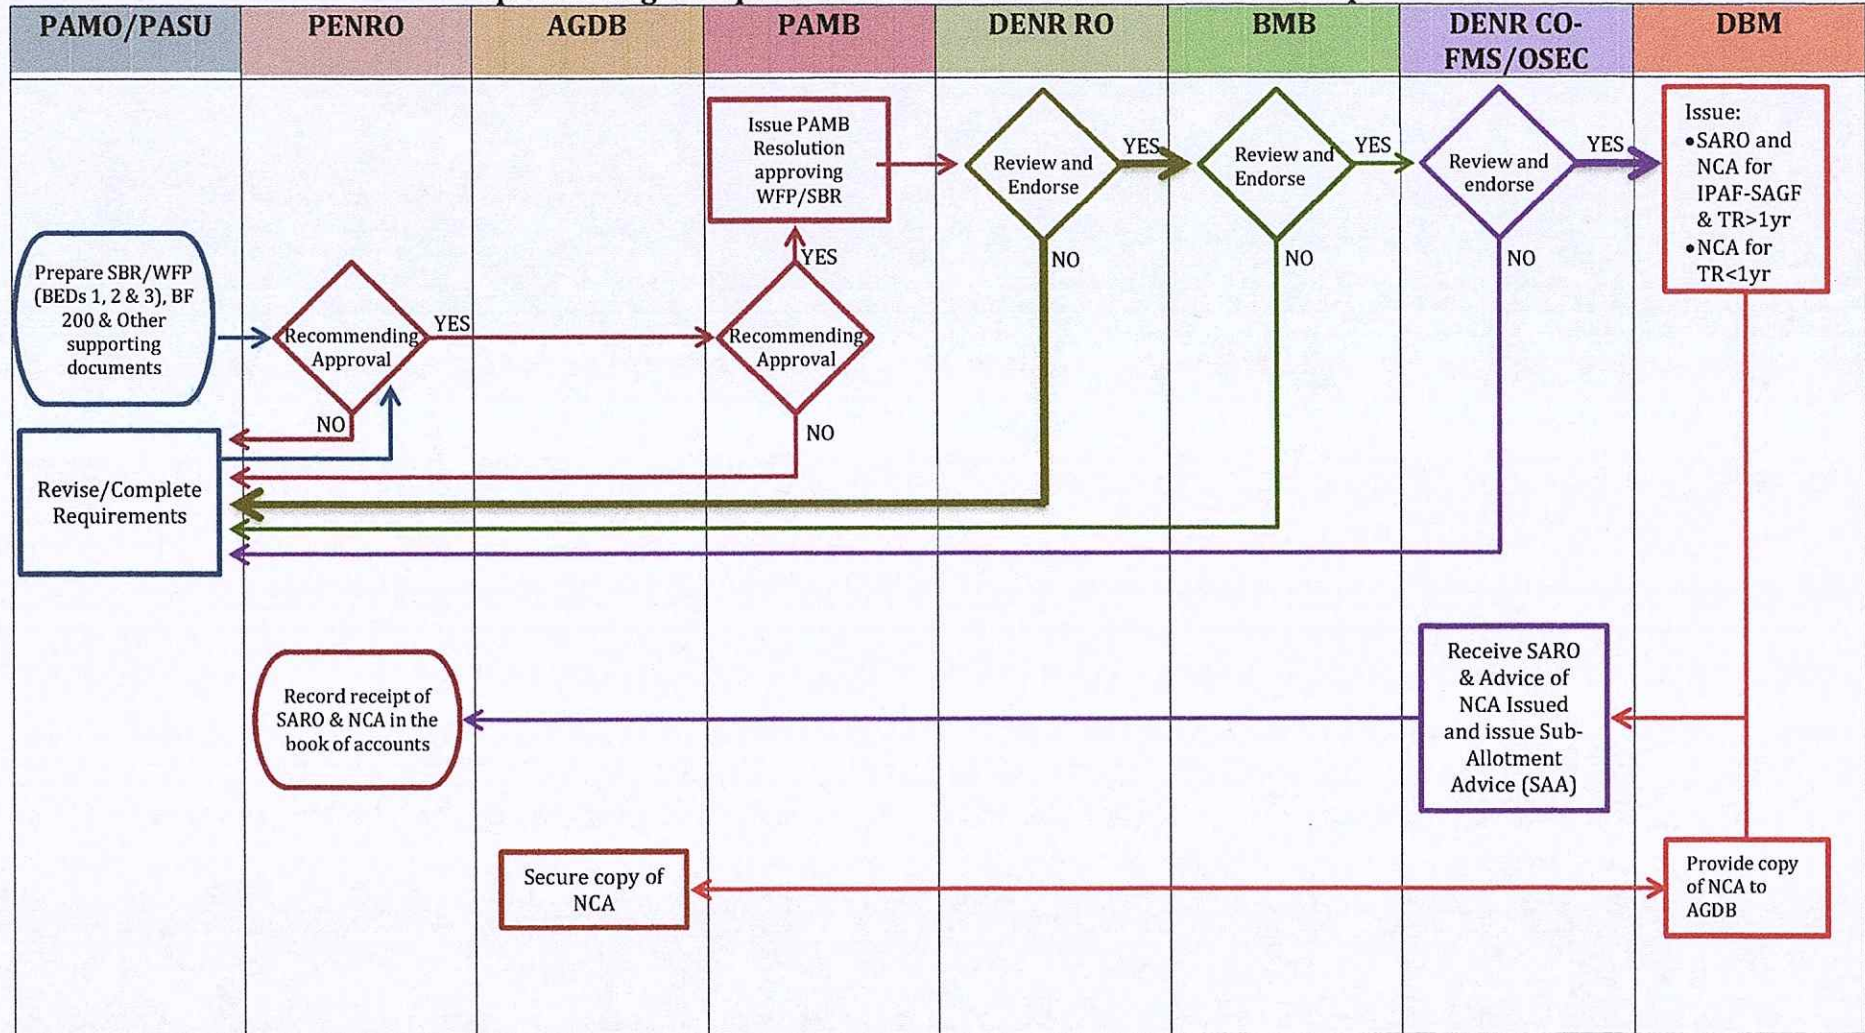 PAMO/PASU
PENRO
AGDB
PAMB
DENR RO
BMB
DENR CO-
FMS/OSEC
DBM
Issue PAMB
Resolution
approving
WFP/SBR
Review and
Endorse
YES
NO
Review and
Endorse
YES
NO
Review and
endorse
YES
NO
Issue:
•SARO and
NCA for
IPAF-SAGF
& TR>1yr
•NCA for
TR<1yr
Prepare SBR/WFP
(BEDs 1, 2 & 3), BF
200 & Other
supporting
documents
Recommending
Approval
YES
NO
YES
Recommending
Approval
NO
Revise/Complete
Requirements
Record receipt of
SARO & NCA in the
book of accounts
Receive SARO
& Advice of
NCA Issued
and issue Sub-
Allotment
Advice (SAA)
Secure copy of
NCA
Provide copy
of NCA to
AGDB